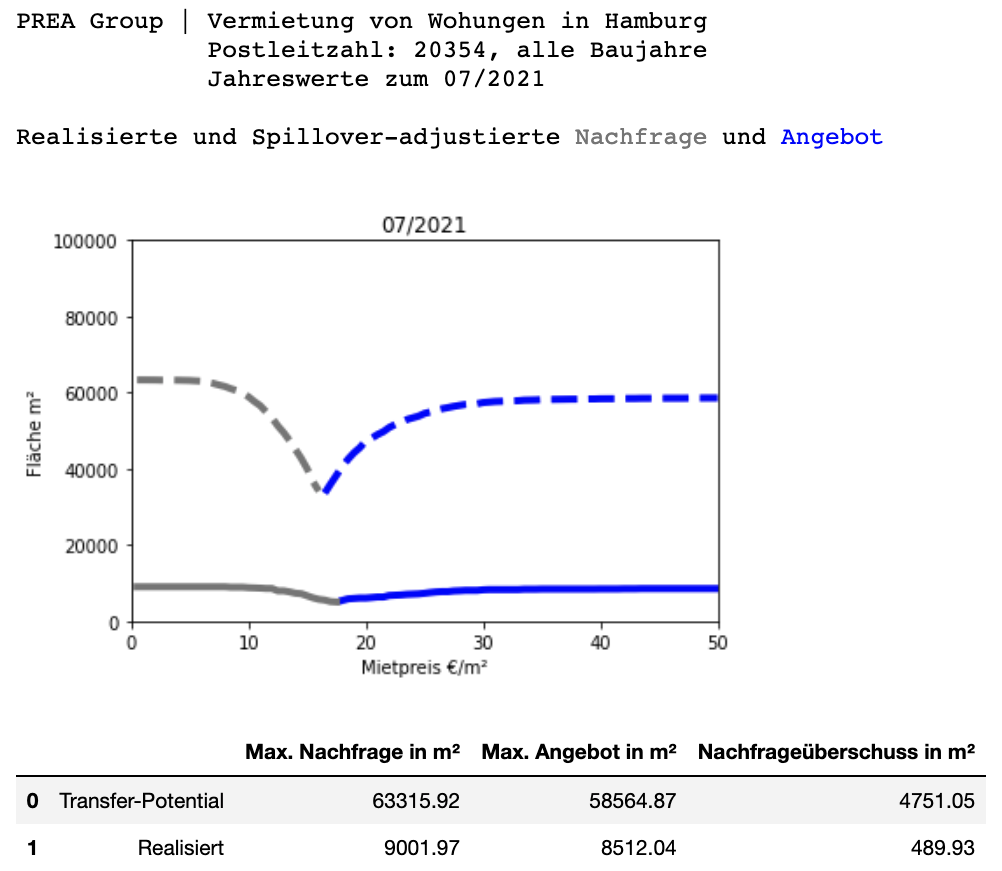 PREA Group | Vermietung von Wohungen in Hamburg
Postleitzahl: 20354, alle Baujahre
Jahreswerte zum 07/2021
Realisierte und Spillover-adjustierte Nachfrage und Angebot
07/2021
100000
80000
60000
40000
20000
0
Fläche m²
0 10 20 30 40 50
Mietpreis €/m²
Max. Nachfrage in m² Max. Angebot in m² Nachfrageüberschuss in m²
0 Transfer-Potential 63315.92 58564.87 4751.05
1 Realisiert 9001.97 8512.04 489.93